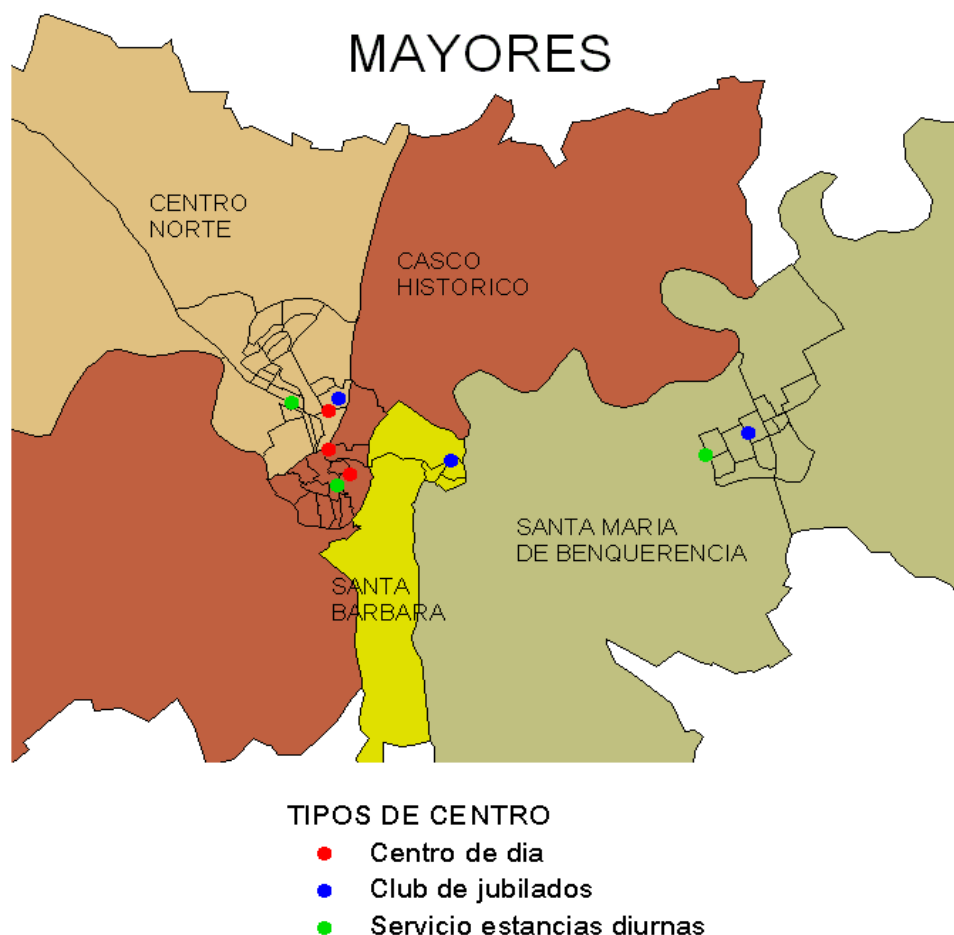 MAYORES
CENTRO
NORTE
CASCO
HISTORICO
SANTA MARIA
DE BENQUERENCIA
SANTA
BARBARA
TIPOS DE CENTRO
Centro de dia
Club de jubilados
Servicio estancias diurnas